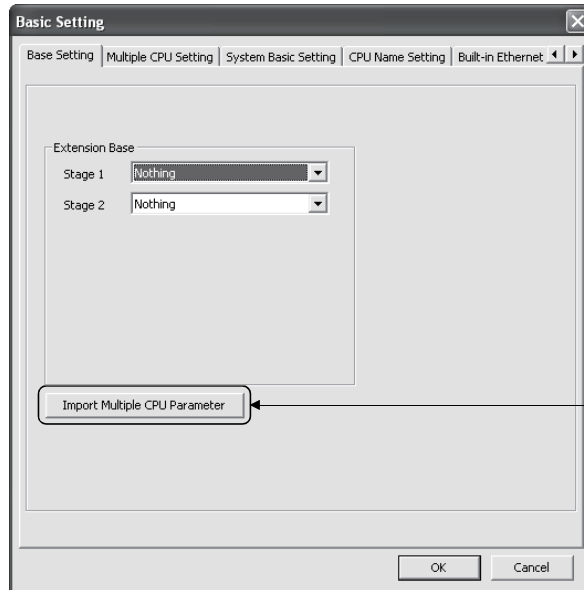 Basic Setting
Base Setting Multiple CPU Setting System Basic Setting CPU Name Setting Built-in Ethernet
Extension Base
Stage 1 Nothing
Stage 2 Nothing
Import Multiple CPU Parameter
OK Cancel